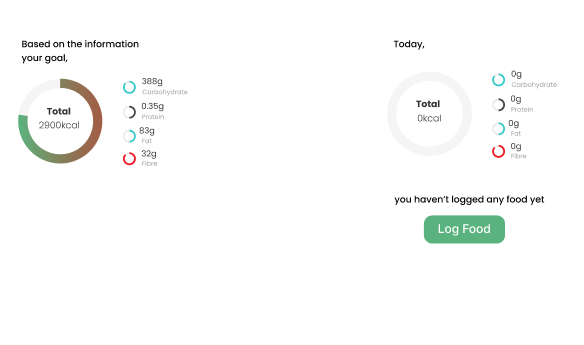 Based on the information
your goal,
Total
2900kcal
388g
Carbohydrate
0.35g
Protein
83g
Fat
32g
Fibre
Today,
Total
0kcal
0g
Carbohydrate
0g
Protein
0g
Fat
0g
Fibre
you haven't logged any food yet
Log Food